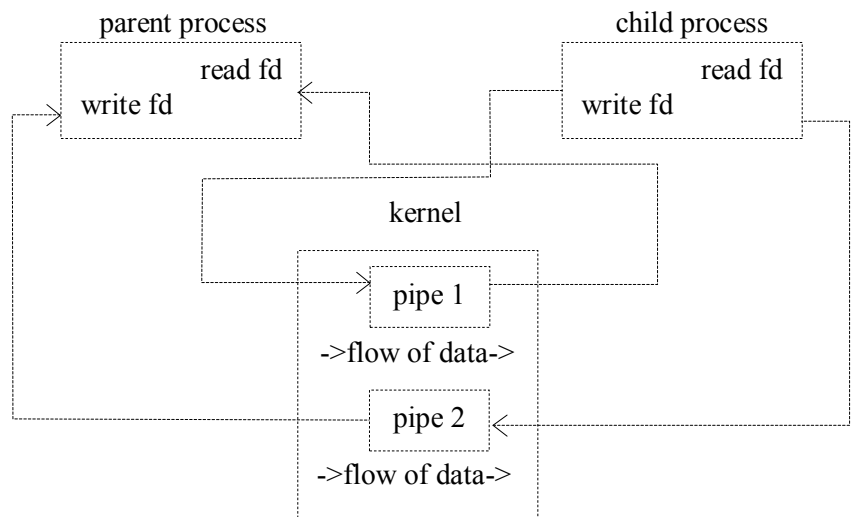 parent process
child process
read fd
write fd
read fd
write fd
kernel
pipe 1
->flow of data->
pipe 2
->flow of data->